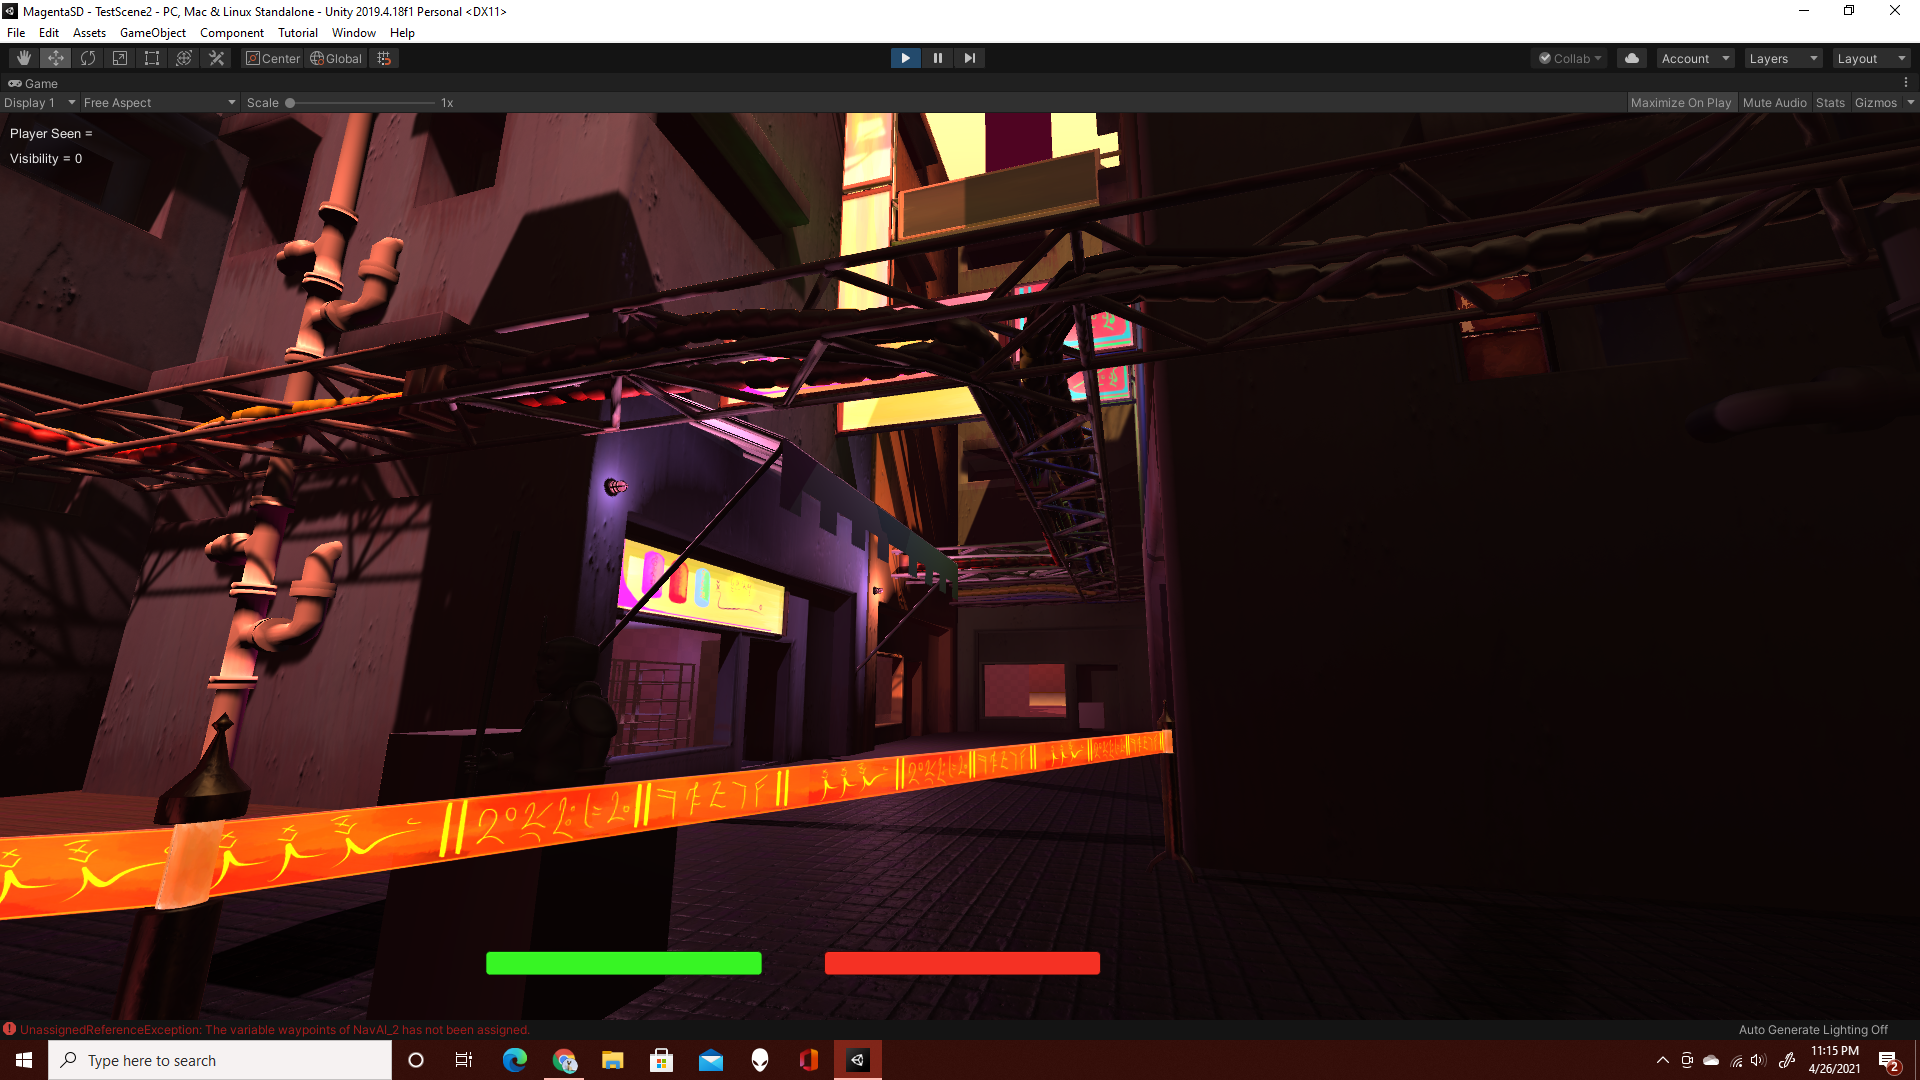 MagentaSD - TestScene2 - PC, Mac & Linux Standalone - Unity 2019.4.18f1 Personal <DX11>
File Edit Assets GameObject Component Tutorial Window Help
Center Global Collab Account Layers Layout
Game
Display 1 Free Aspect Scale 1x Maximize On Play Mute Audio Stats Gizmos
Player Seen =
Visibility = 0
UnassignedReferenceException: The variable waypoints of NavAI_2 has not been assigned.
Auto Generate Lighting Off
Type here to search
11:15 PM
4/26/2021
2